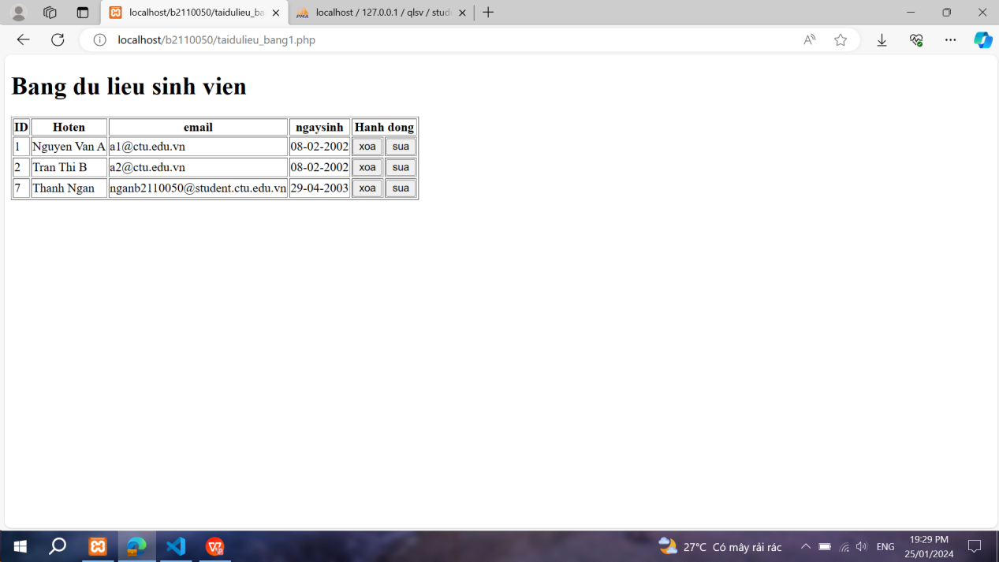 localhost/b2110050/taidulieu_ba
localhost / 127.0.0.1 / qlsv / stud
localhost/b2110050/taidulieu_bang1.php
Bang du lieu sinh vien
ID Hoten email ngaysinh Hanh dong
1 Nguyen Van A a1@ctu.edu.vn 08-02-2002 xoa sua
2 Tran Thi B a2@ctu.edu.vn 08-02-2002 xoa sua
7 Thanh Ngan nganb2110050@student.ctu.edu.vn 29-04-2003 xoa sua
27°C Có mây rải rác ENG 19:29 PM
25/01/2024